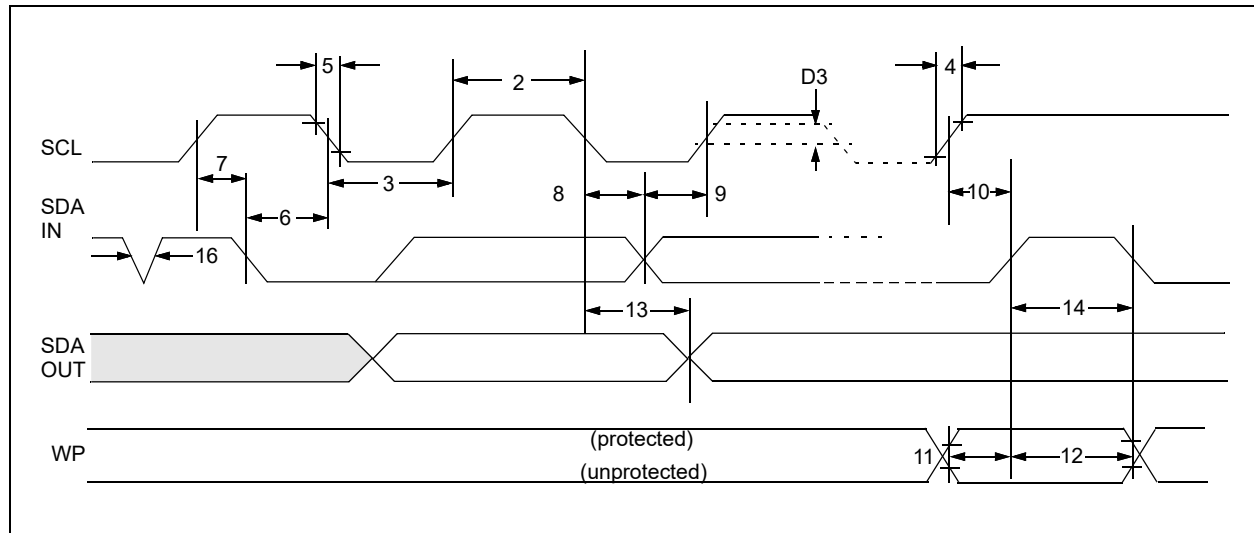 5
2
D3
4
SCL
7
3
8
9
10
SDA
IN
6
16
13
14
SDA
OUT
WP
(protected)
(unprotected)
11
12